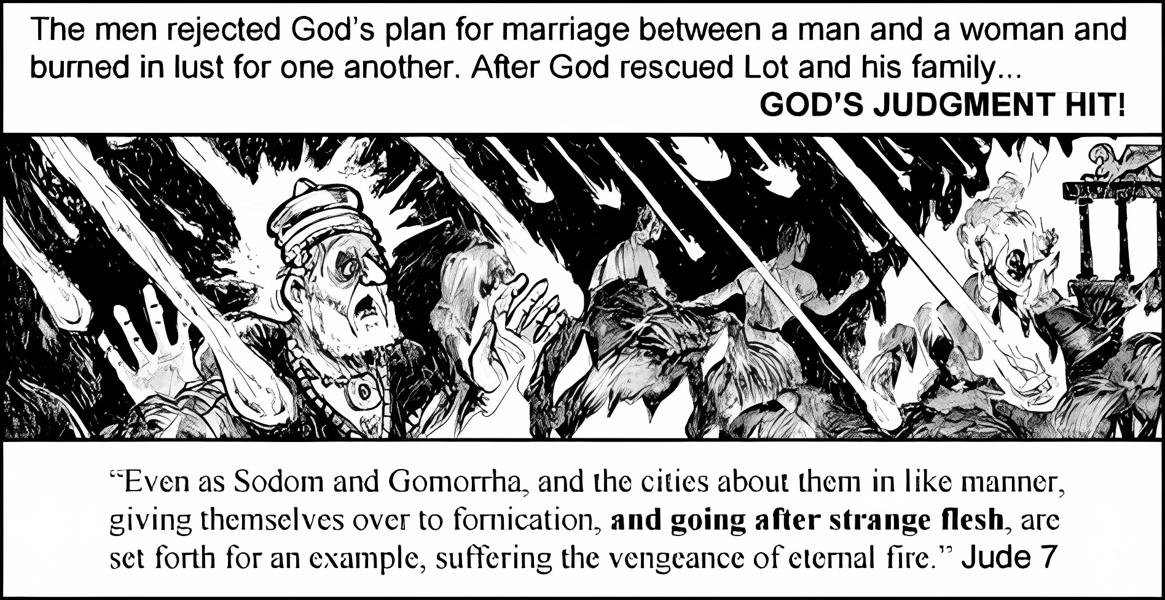 The men rejected God's plan for marriage between a man and a woman and
burned in lust for one another. After God rescued Lot and his family...
GOD'S JUDGMENT HIT!
“Even as Sodom and Gomorrha, and the cities about them in like manner,
giving themselves over to fornication, and going after strange flesh, are
set forth for an example, suffering the vengeance of eternal fire.” Jude 7